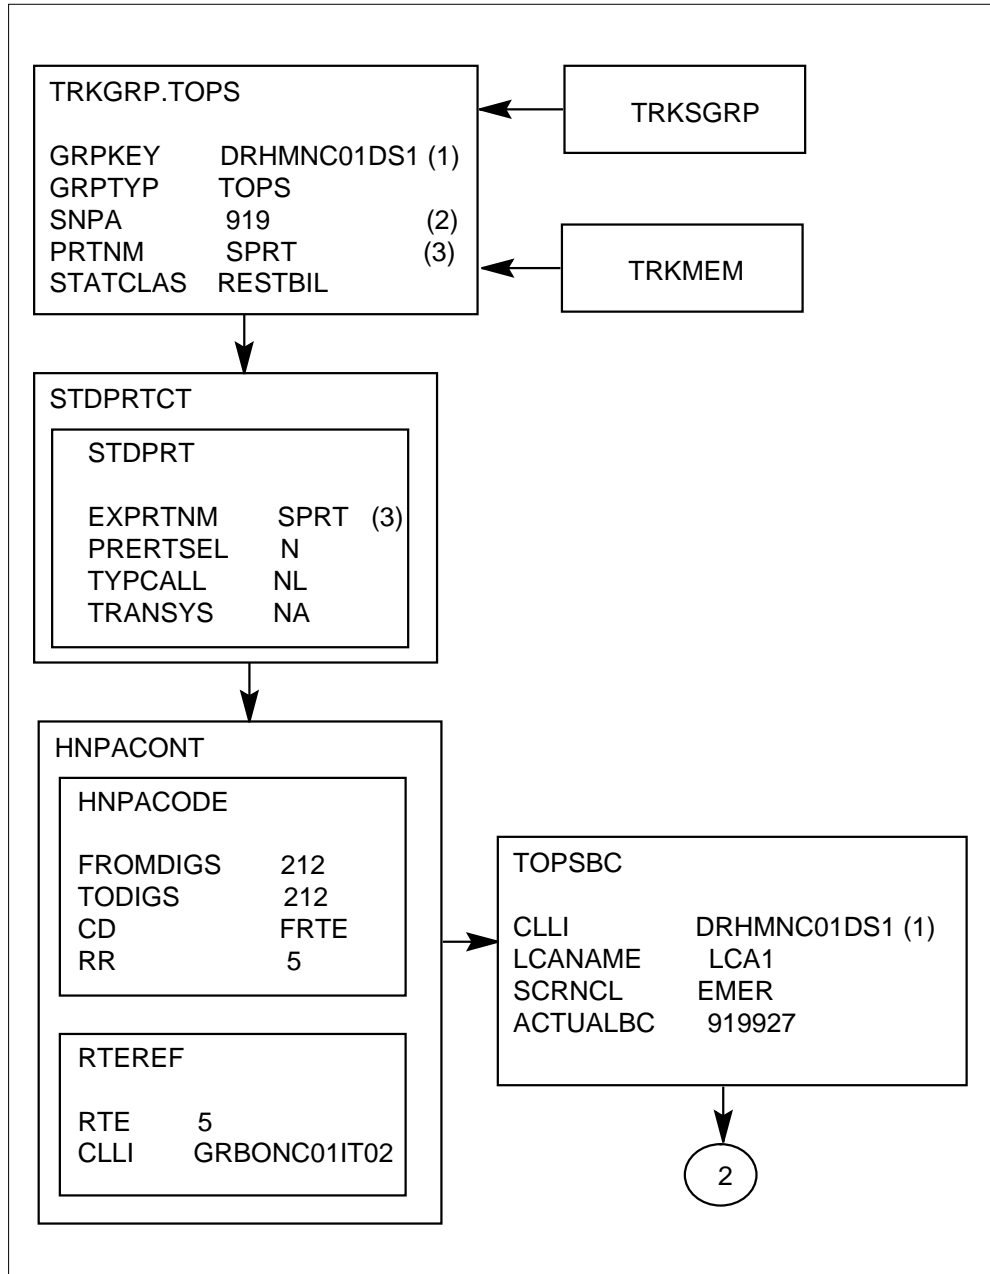 TRKGRP.TOPS
GRPKEY DRHMNC01DS1 (1)
GRPTYP TOPS
SNPA 919 (2)
PRTNM SPRT (3)
STATCLAS RESTBIL
TRKSGRP
TRKMEM
STDPRTCT
STDPRT
EXPRTNM SPRT (3)
PRERTSEL N
TYPCALL NL
TRANSYS NA
HNPACONT
HNPACODE
FROMDIGS 212
TODIGS 212
CD FRTE
RR 5
RTEREF
RTE 5
CLLI GRBONC01IT02
TOPSBC
CLLI DRHMNC01DS1 (1)
LCANAME LCA1
SCRNCL EMER
ACTUALBC 919927
2